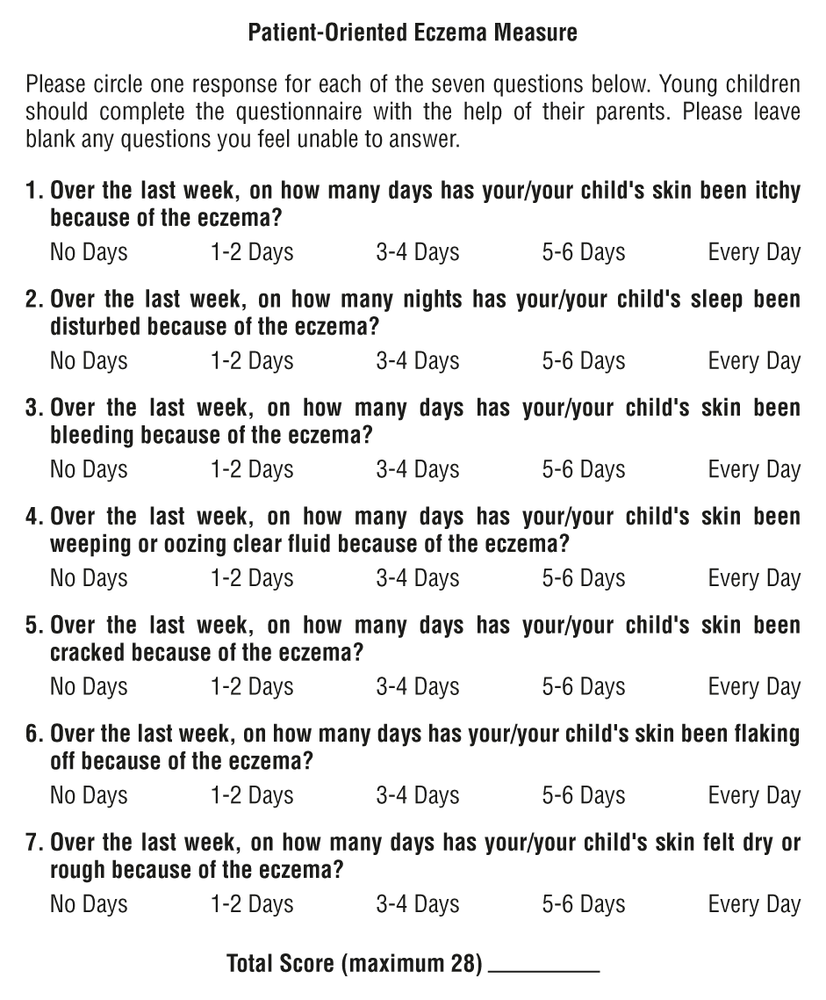 Patient-Oriented Eczema Measure
Please circle one response for each of the seven questions below. Young children
should complete the questionnaire with the help of their parents. Please leave
blank any questions you feel unable to answer.
1. Over the last week, on how many days has your/your child's skin been itchy
because of the eczema?
No Days 1-2 Days 3-4 Days 5-6 Days Every Day
2. Over the last week, on how many nights has your/your child's sleep been
disturbed because of the eczema?
No Days 1-2 Days 3-4 Days 5-6 Days Every Day
3. Over the last week, on how many days has your/your child's skin been
bleeding because of the eczema?
No Days 1-2 Days 3-4 Days 5-6 Days Every Day
4. Over the last week, on how many days has your/your child's skin been
weeping or oozing clear fluid because of the eczema?
No Days 1-2 Days 3-4 Days 5-6 Days Every Day
5. Over the last week, on how many days has your/your child's skin been
cracked because of the eczema?
No Days 1-2 Days 3-4 Days 5-6 Days Every Day
6. Over the last week, on how many days has your/your child's skin been flaking
off because of the eczema?
No Days 1-2 Days 3-4 Days 5-6 Days Every Day
7. Over the last week, on how many days has your/your child's skin felt dry or
rough because of the eczema?
No Days 1-2 Days 3-4 Days 5-6 Days Every Day
Total Score (maximum 28) __________